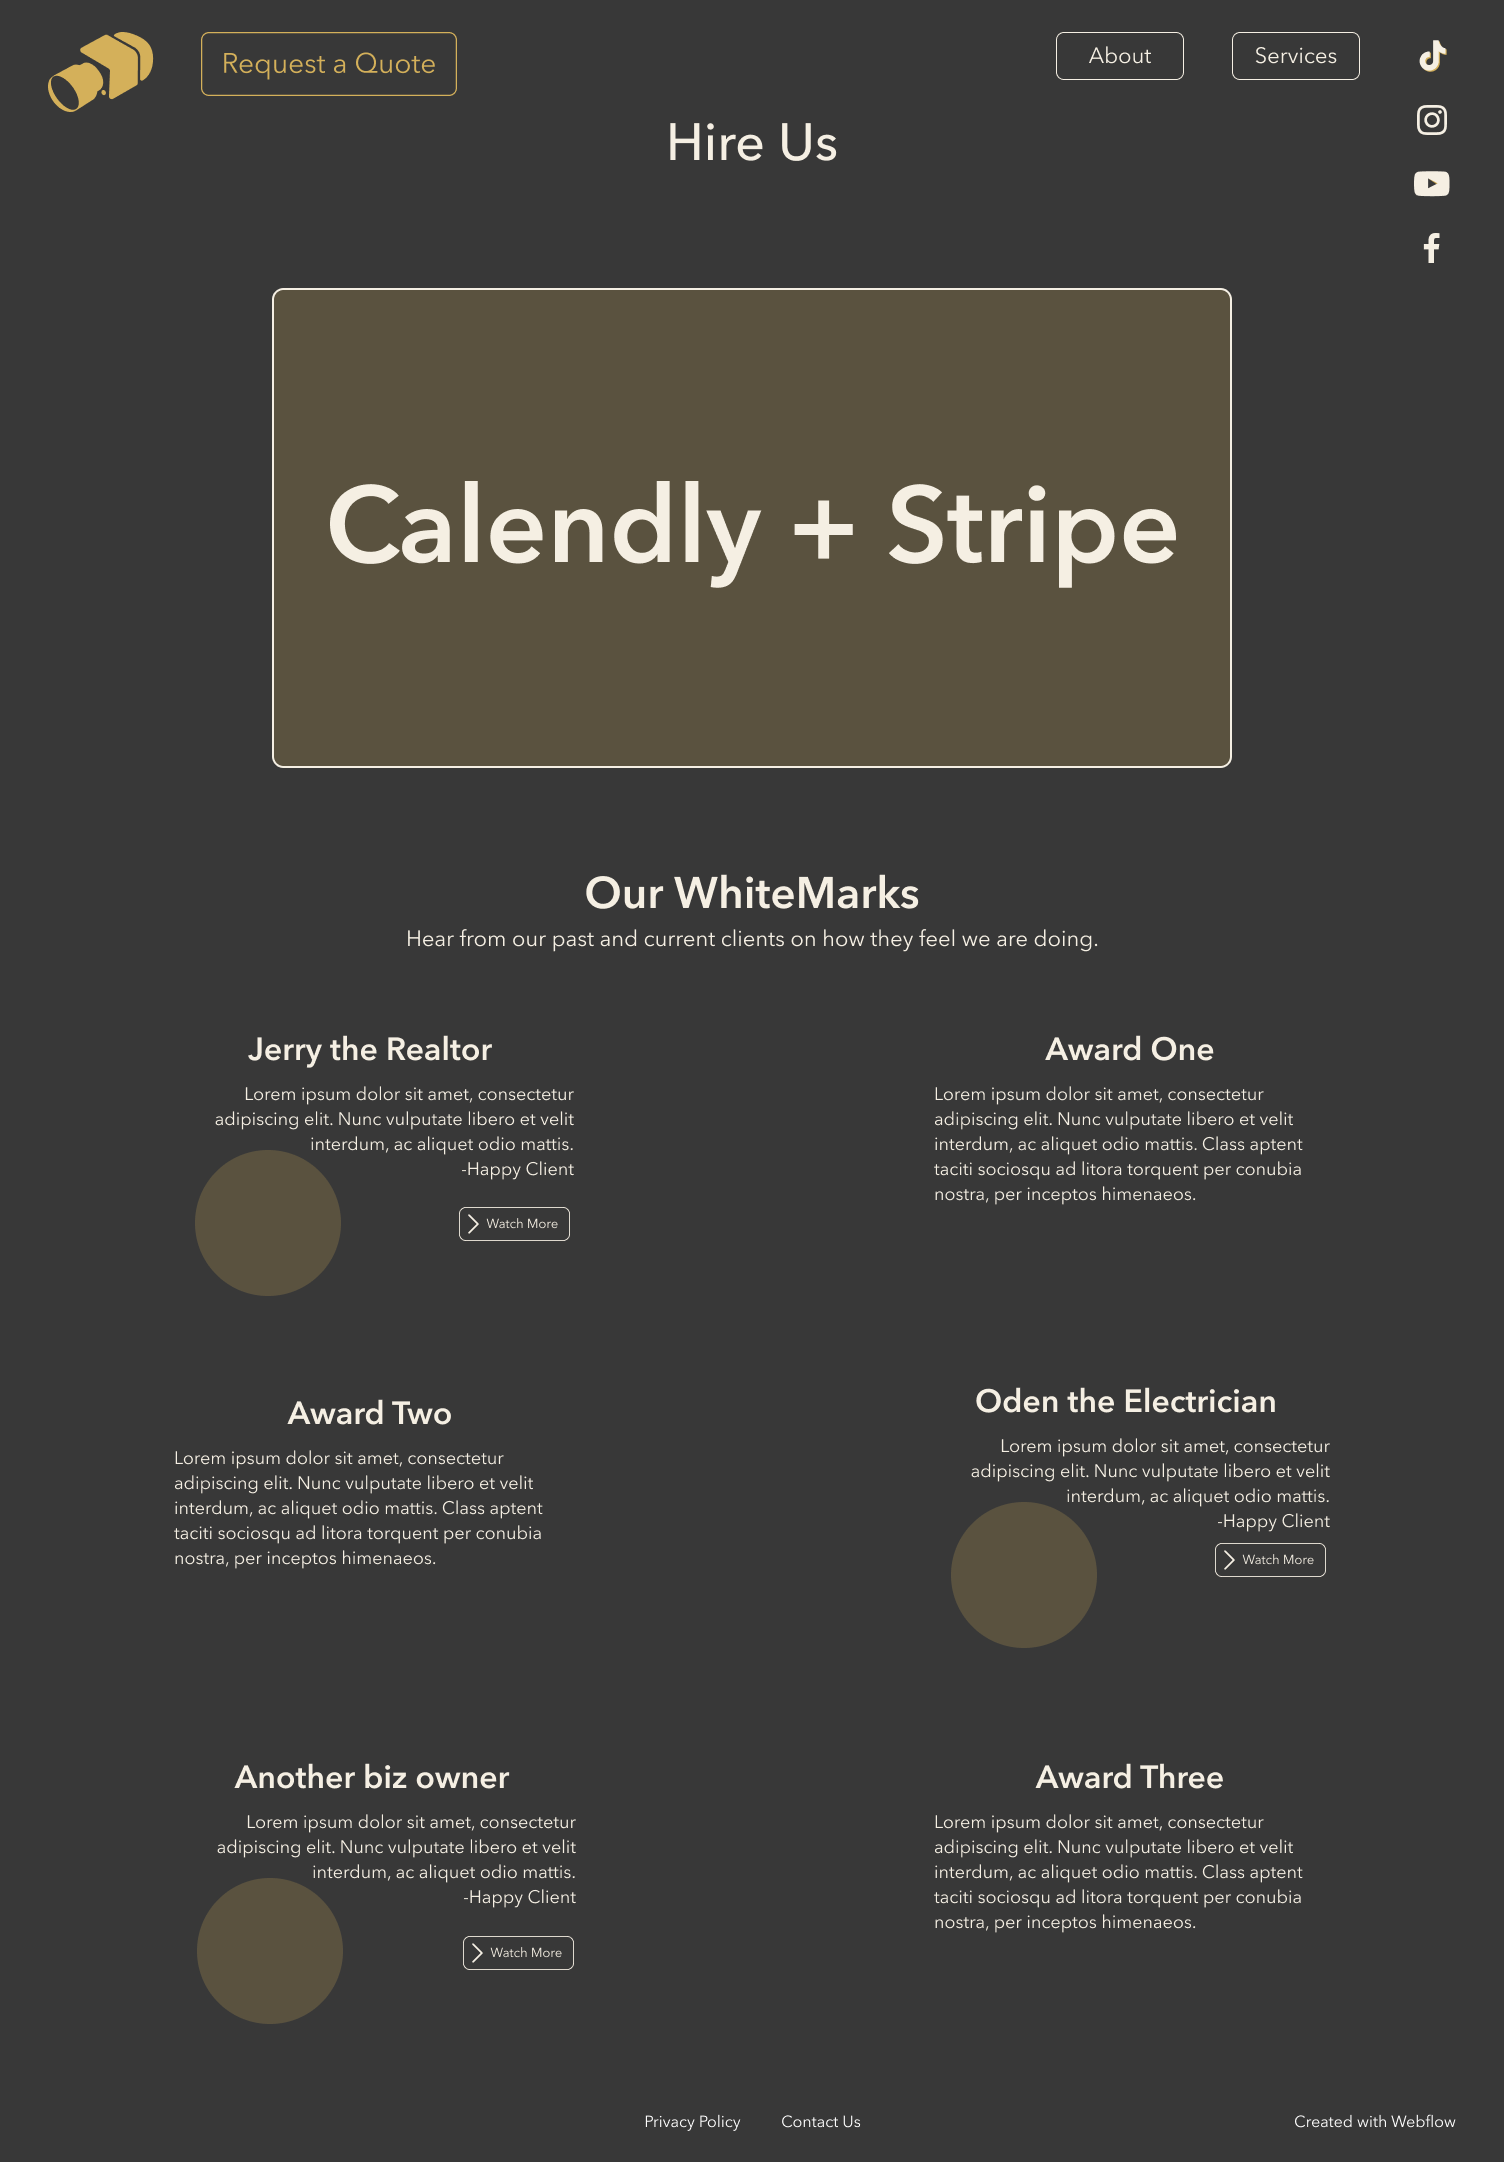 Request a Quote
About
Services
Hire Us
Calendly + Stripe
Our WhiteMarks
Hear from our past and current clients on how they feel we are doing.
Jerry the Realtor
Lorem ipsum dolor sit amet, consectetur
adipiscing elit. Nunc vulputate libero et velit
interdum, ac aliquet odio mattis.
-Happy Client
Watch More
Award One
Lorem ipsum dolor sit amet, consectetur
adipiscing elit. Nunc vulputate libero et velit
interdum, ac aliquet odio mattis. Class aptent
taciti sociosqu ad litora torquent per conubia
nostra, per inceptos himenaeos.
Award Two
Lorem ipsum dolor sit amet, consectetur
adipiscing elit. Nunc vulputate libero et velit
interdum, ac aliquet odio mattis. Class aptent
taciti sociosqu ad litora torquent per conubia
nostra, per inceptos himenaeos.
Oden the Electrician
Lorem ipsum dolor sit amet, consectetur
adipiscing elit. Nunc vulputate libero et velit
interdum, ac aliquet odio mattis.
-Happy Client
Watch More
Another biz owner
Lorem ipsum dolor sit amet, consectetur
adipiscing elit. Nunc vulputate libero et velit
interdum, ac aliquet odio mattis.
-Happy Client
Watch More
Award Three
Lorem ipsum dolor sit amet, consectetur
adipiscing elit. Nunc vulputate libero et velit
interdum, ac aliquet odio mattis. Class aptent
taciti sociosqu ad litora torquent per conubia
nostra, per inceptos himenaeos.
Privacy Policy
Contact Us
Created with Webflow